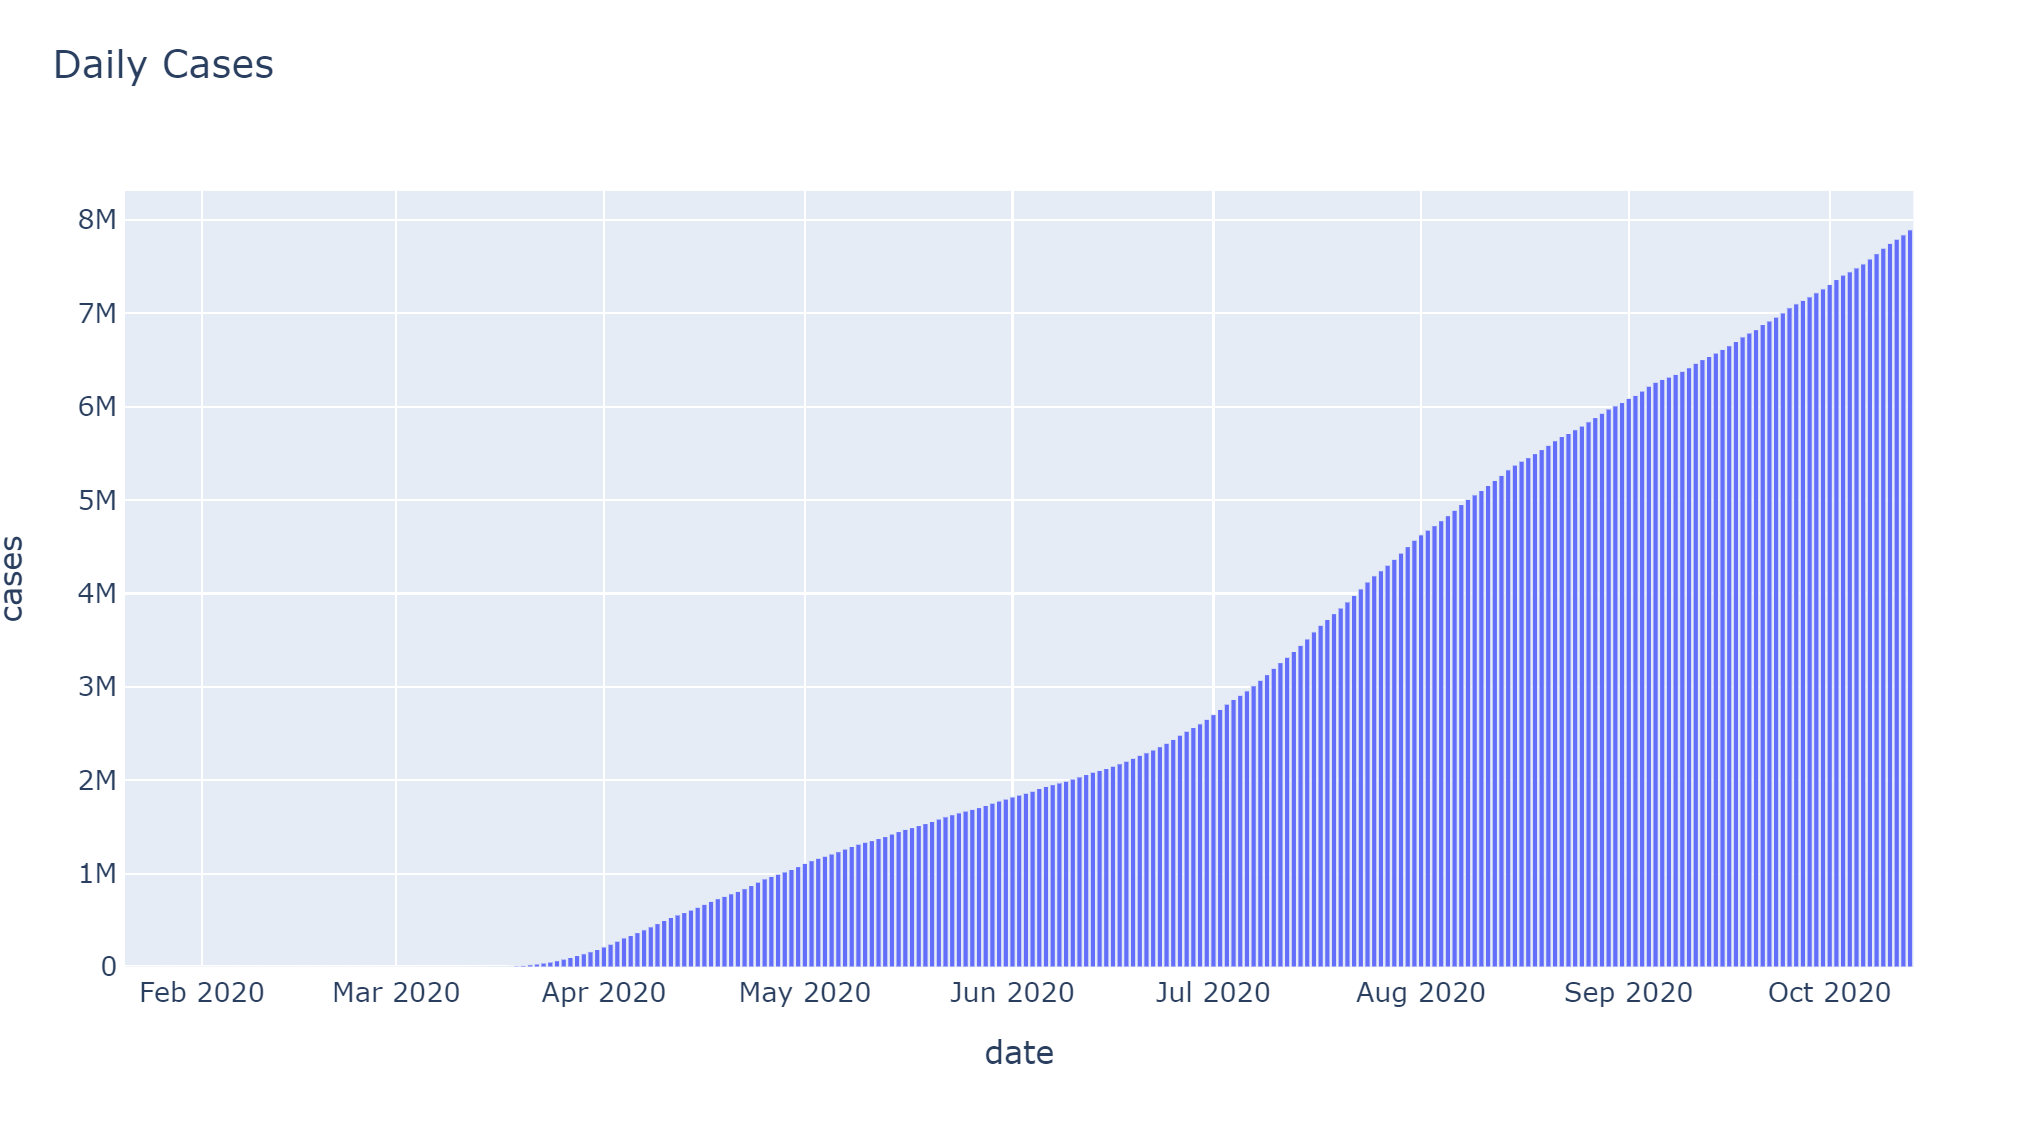 Daily Cases
8M
7M
6M
5M
4M
3M
2M
1M
0
cases
Feb 2020
Mar 2020
Apr 2020
May 2020
Jun 2020
Jul 2020
Aug 2020
Sep 2020
Oct 2020
date